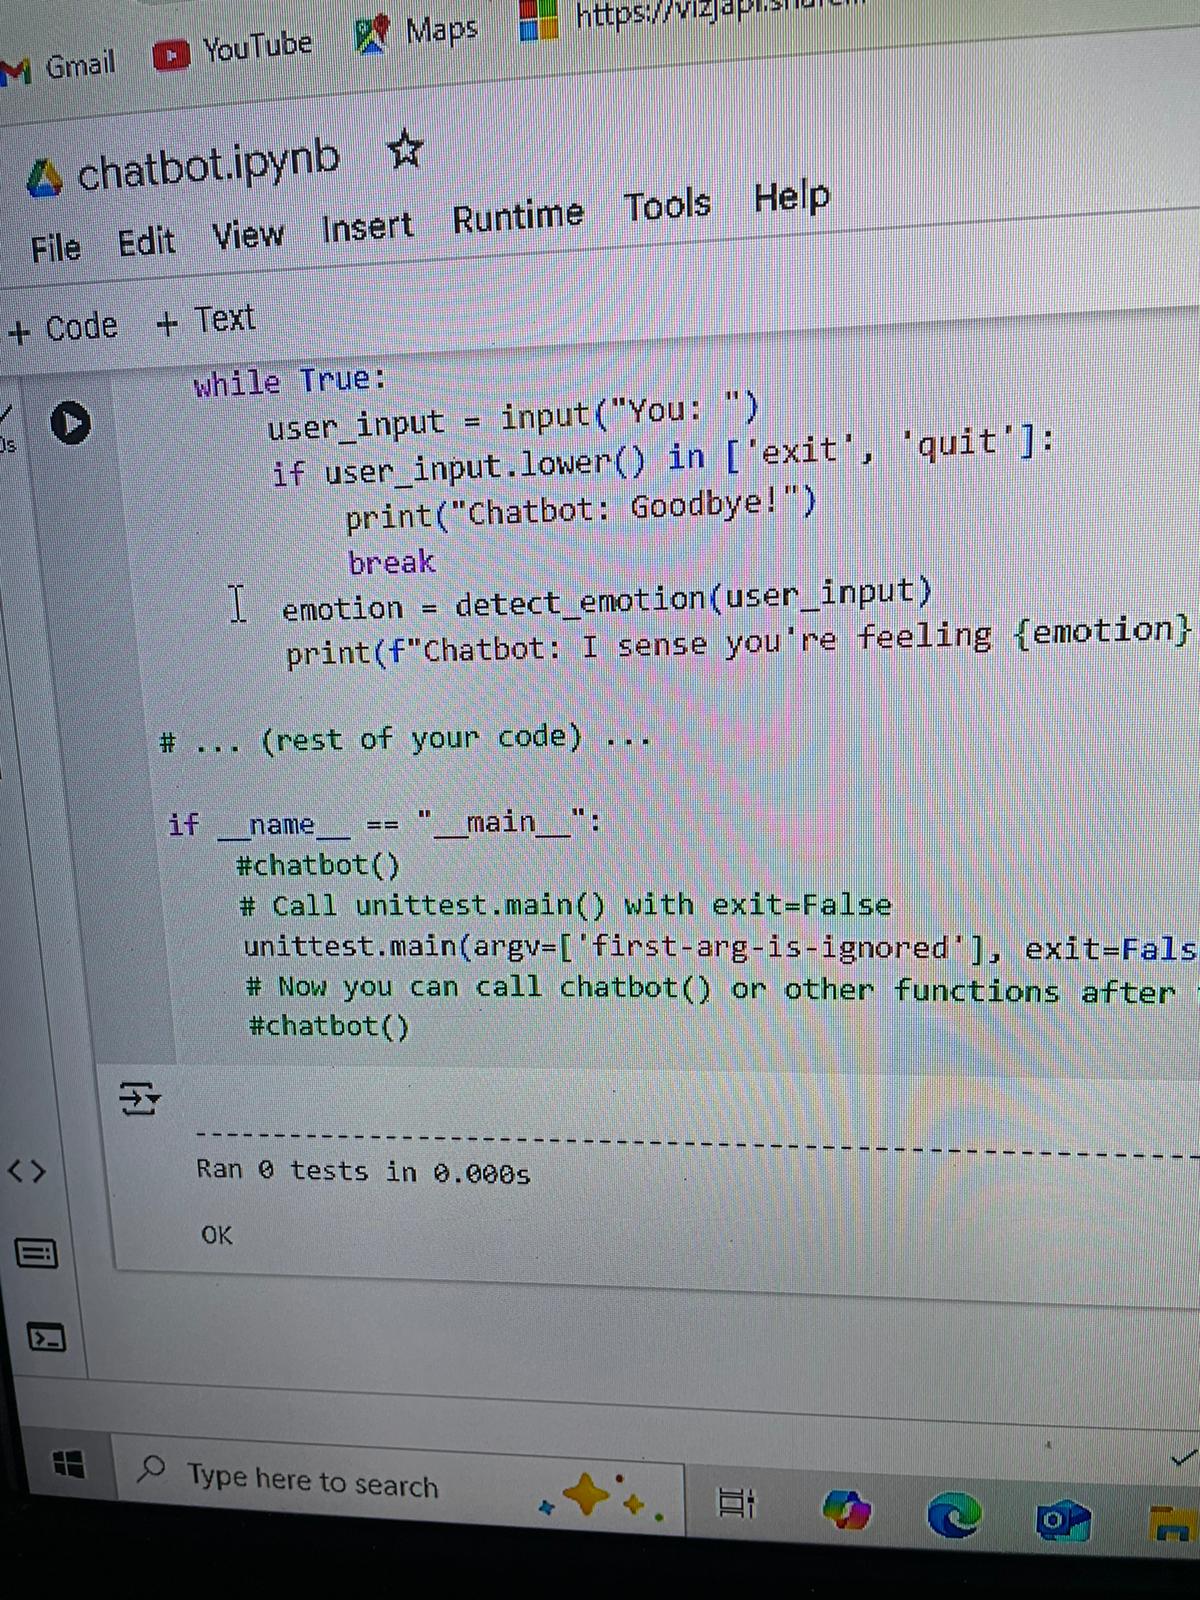 Gmail YouTube Maps
chatbot.ipynb
File Edit View Insert Runtime Tools Help
+ Code + Text
while True:
user_input = input("You: ")
if user_input.lower() in ['exit', 'quit']:
print("Chatbot: Goodbye!")
break
emotion = detect_emotion(user_input)
print(f"Chatbot: I sense you're feeling {emotion}
# ... (rest of your code) ...
if __name__ == "__main__":
#chatbot()
# Call unittest.main() with exit=False
unittest.main(argv=['first-arg-is-ignored'], exit=Fals
# Now you can call chatbot() or other functions after
#chatbot()
Ran 0 tests in 0.000s
OK
Type here to search